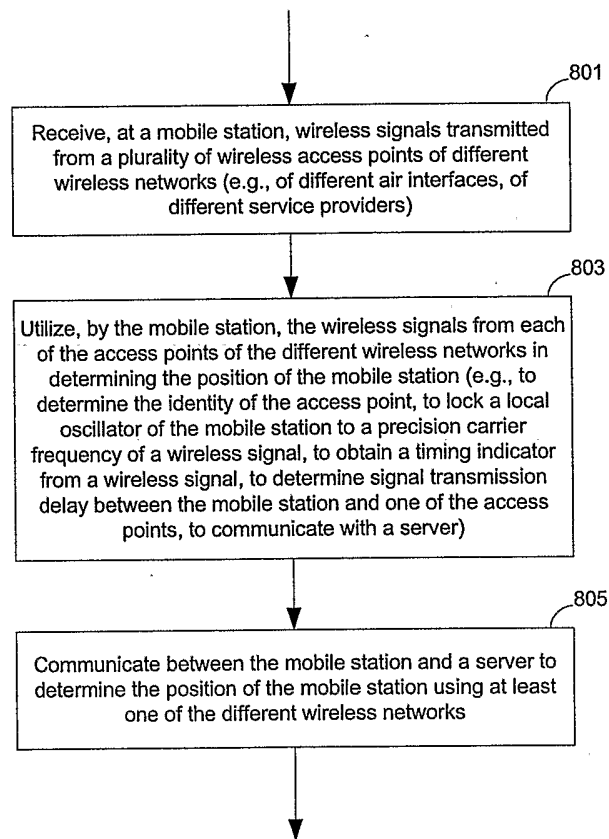 801
Receive, at a mobile station, wireless signals transmitted
from a plurality of wireless access points of different
wireless networks (e.g., of different air interfaces, of
different service providers)
803
Utilize, by the mobile station, the wireless signals from each
of the access points of the different wireless networks in
determining the position of the mobile station (e.g., to
determine the identity of the access point, to lock a local
oscillator of the mobile station to a precision carrier
frequency of a wireless signal, to obtain a timing indicator
from a wireless signal, to determine signal transmission
delay between the mobile station and one of the access
points, to communicate with a server)
805
Communicate between the mobile station and a server to
determine the position of the mobile station using at least
one of the different wireless networks